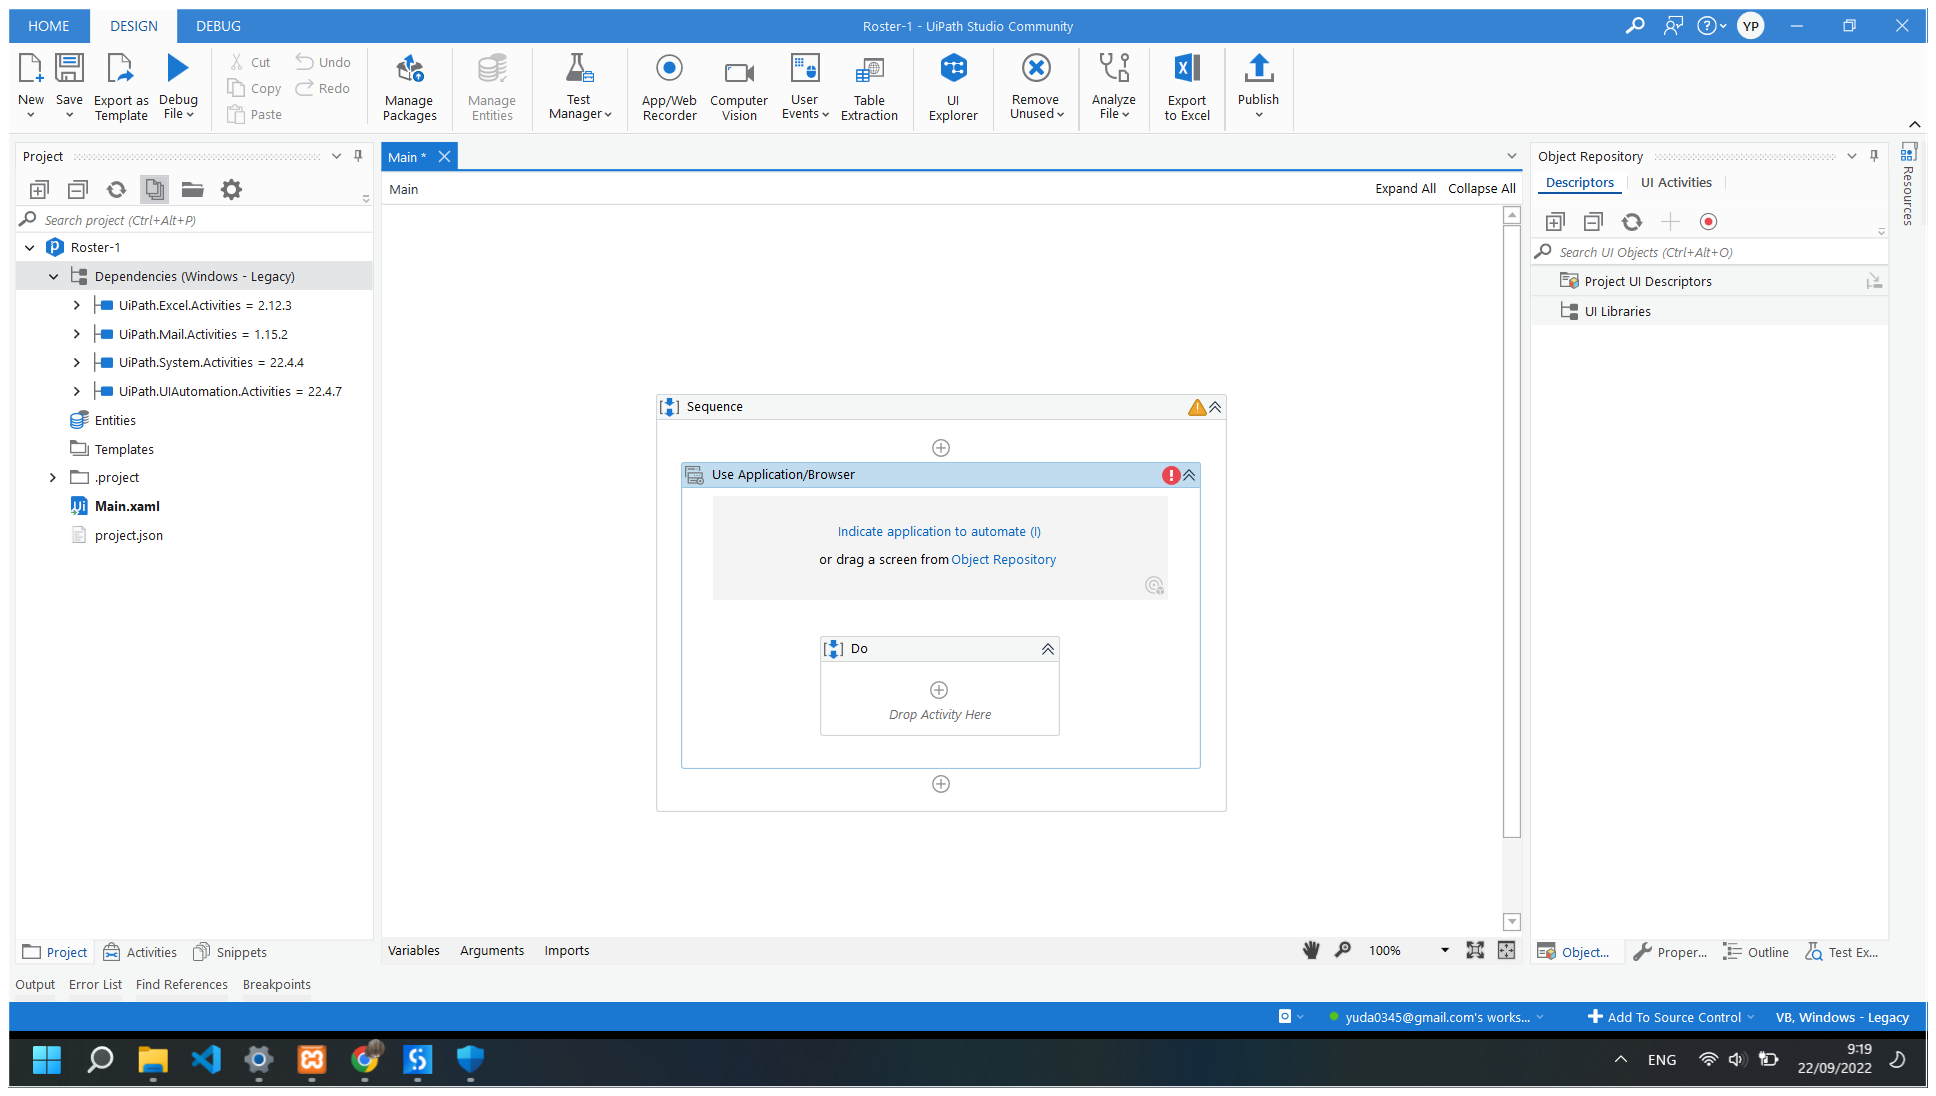 HOME
DESIGN
DEBUG
Roster-1 - UiPath Studio Community
YP
New
Save
Export as
Template
Debug
File
Cut
Copy
Paste
Undo
Redo
Manage
Packages
Manage
Entities
Test
Manager
App/Web
Recorder
Computer
Vision
User
Events
Table
Extraction
UI
Explorer
Remove
Unused
Analyze
File
Export
to Excel
Publish
Project
Search project (Ctrl+Alt+P)
Roster-1
Dependencies (Windows - Legacy)
UiPath.Excel.Activities = 2.12.3
UiPath.Mail.Activities = 1.15.2
UiPath.System.Activities = 22.4.4
UiPath.UIAutomation.Activities = 22.4.7
Entities
Templates
.project
Main.xaml
project.json
Project
Activities
Snippets
Main *
Main
Expand All
Collapse All
Sequence
Use Application/Browser
Indicate application to automate (I)
or drag a screen from Object Repository
Do
Drop Activity Here
Variables
Arguments
Imports
100%
Object Repository
Descriptors
UI Activities
Search UI Objects (Ctrl+Alt+O)
Project UI Descriptors
UI Libraries
Resources
Object...
Proper...
Outline
Test Ex...
Output
Error List
Find References
Breakpoints
yuda0345@gmail.com's works...
Add To Source Control
VB, Windows - Legacy
ENG
9:19
22/09/2022